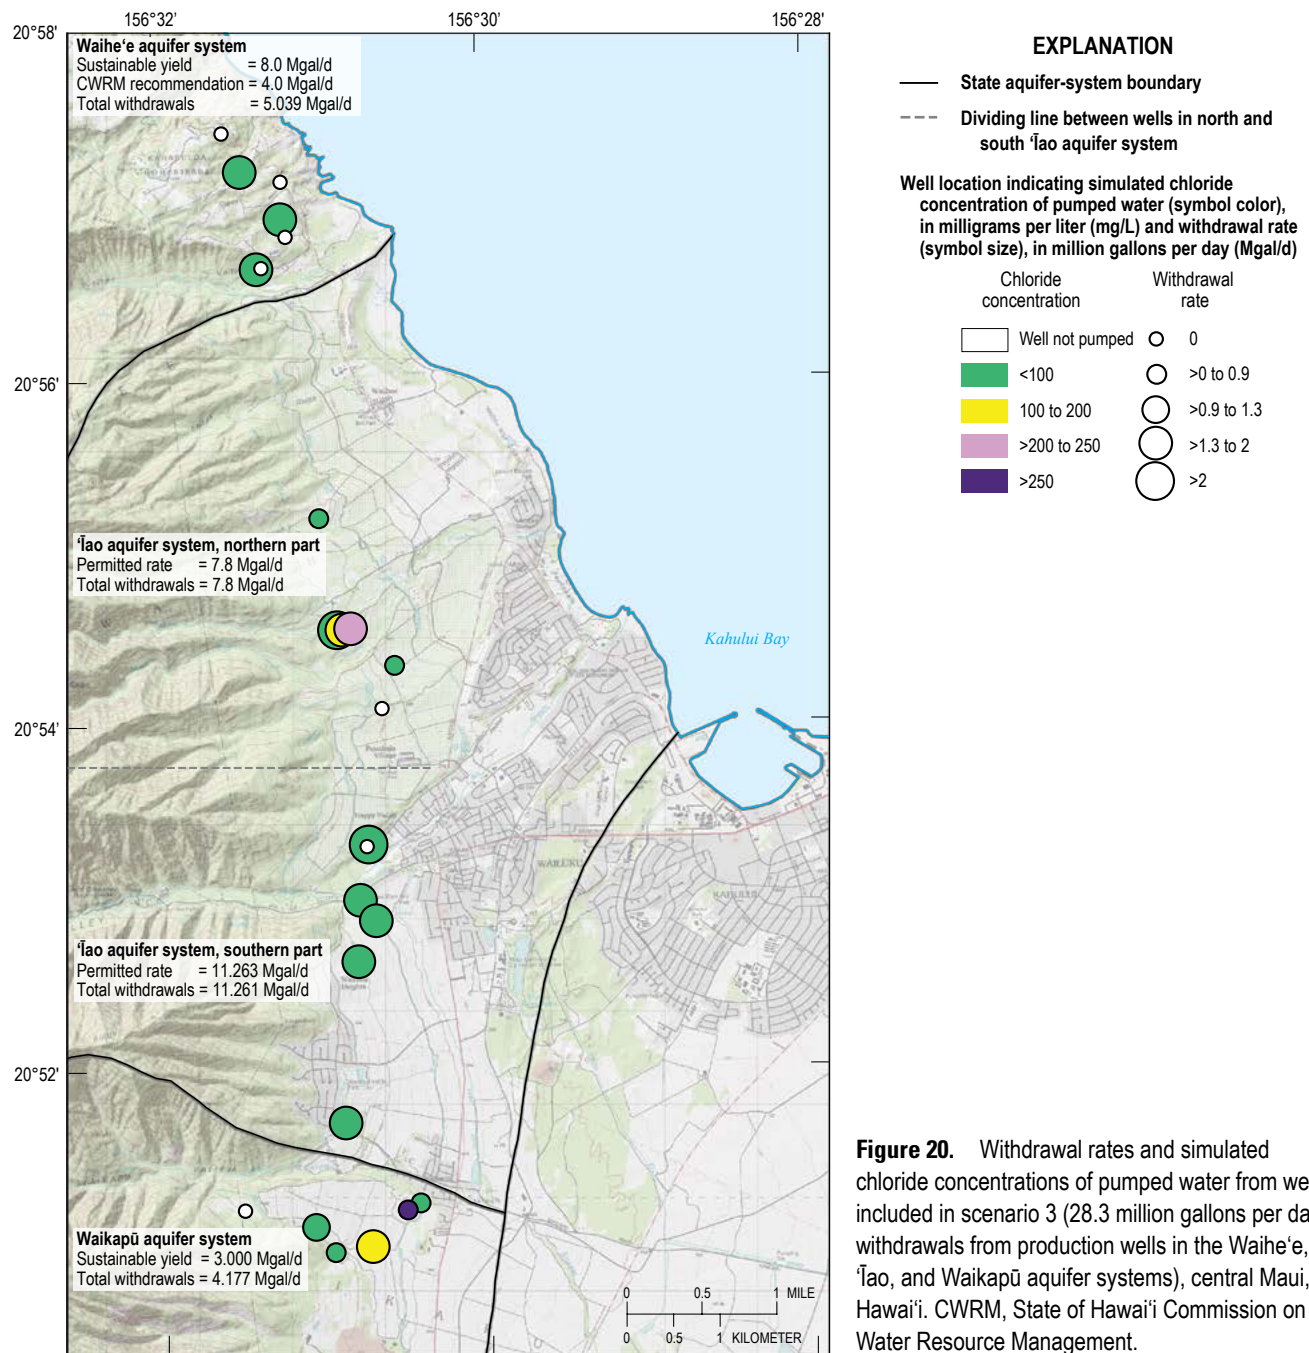 156°32' 156°30' 156°28'
20°58'
Waihe‘e aquifer system
Sustainable yield = 8.0 Mgal/d
CWRM recommendation = 4.0 Mgal/d
Total withdrawals = 5.039 Mgal/d
20°56'
‘Īao aquifer system, northern part
Permitted rate = 7.8 Mgal/d
Total withdrawals = 7.8 Mgal/d
Kahului Bay
20°54'
WAILUKU
KAHULUI
‘Īao aquifer system, southern part
Permitted rate = 11.263 Mgal/d
Total withdrawals = 11.261 Mgal/d
20°52'
Waikapū aquifer system
Sustainable yield = 3.000 Mgal/d
Total withdrawals = 4.177 Mgal/d
0 0.5 1 MILE
0 0.5 1 KILOMETER
EXPLANATION
State aquifer-system boundary
Dividing line between wells in north and
south ‘Īao aquifer system
Well location indicating simulated chloride
concentration of pumped water (symbol color),
in milligrams per liter (mg/L) and withdrawal rate
(symbol size), in million gallons per day (Mgal/d)
Chloride Withdrawal
concentration rate
Well not pumped 0
<100 >0 to 0.9
100 to 200 >0.9 to 1.3
>200 to 250 >1.3 to 2
>250 >2
Figure 20. Withdrawal rates and simulated
chloride concentrations of pumped water from we
included in scenario 3 (28.3 million gallons per da
withdrawals from production wells in the Waihe‘e,
‘Īao, and Waikapū aquifer systems), central Maui,
Hawai‘i. CWRM, State of Hawai‘i Commission on
Water Resource Management.